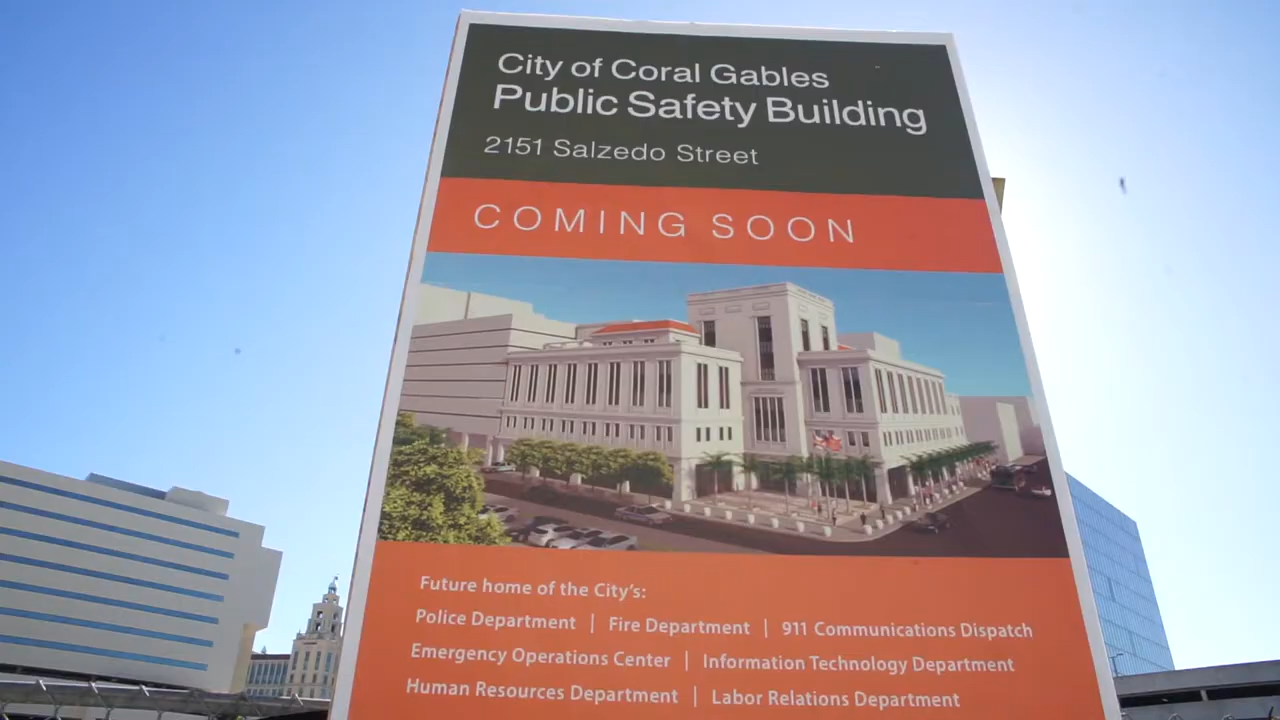 City of Coral Gables
Public Safety Building
2151 Salzedo Street
COMING SOON
Future home of the City's:
Police Department | Fire Department | 911 Communications Dispatch
Emergency Operations Center | Information Technology Department
Human Resources Department | Labor Relations Department